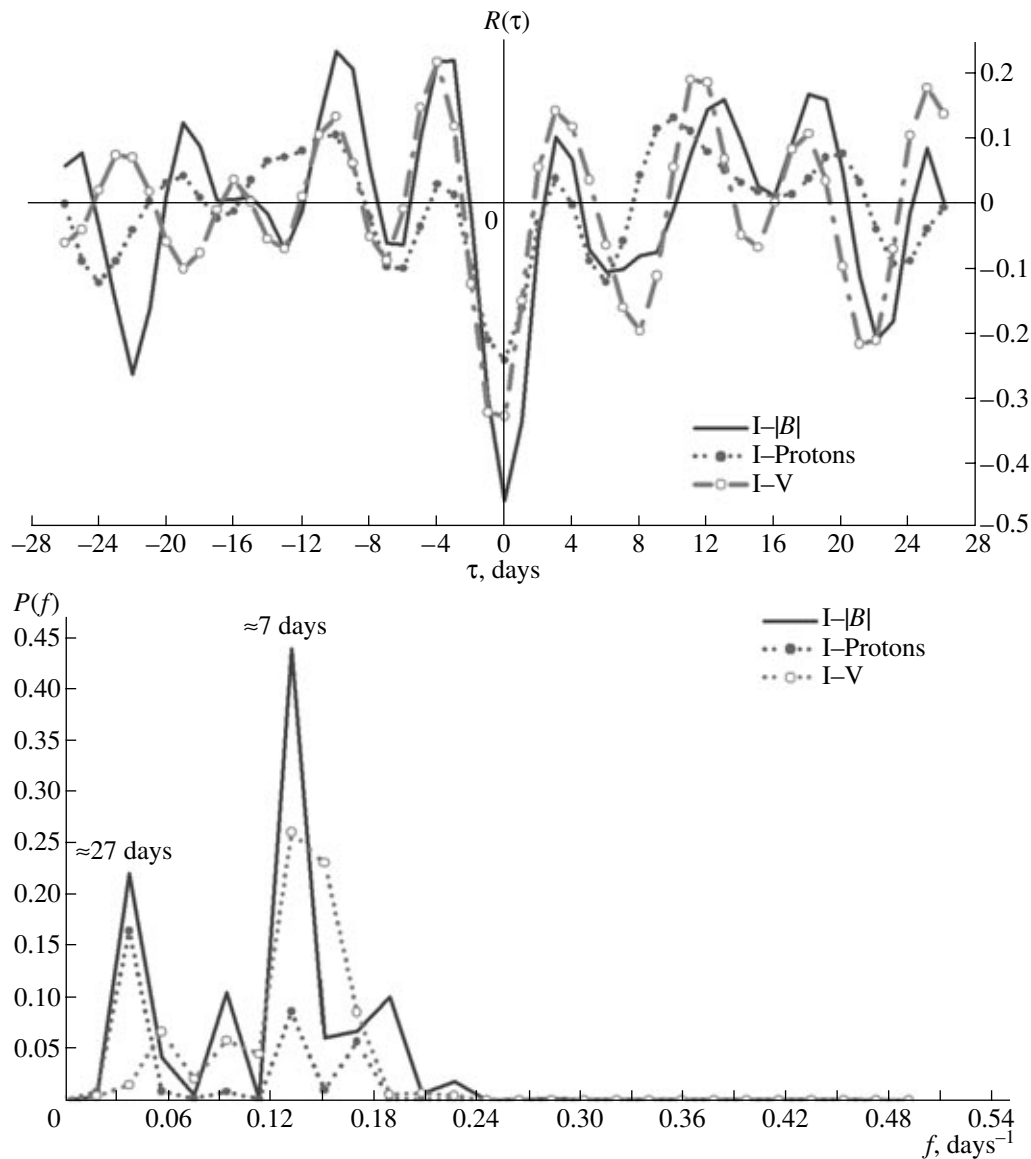 R(τ)
0.2
0.1
0
0
–0.1
–0.2
–0.3
–0.4
–0.5
I–|B|
I–Protons
I–V
–28 –24 –20 –16 –12 –8 –4 0 4 8 12 16 20 24 28
τ, days
P(f)
0.45
0.40
0.35
0.30
0.25
0.20
0.15
0.10
0.05
≈7 days
≈27 days
I–|B|
I–Protons
I–V
0 0.06 0.12 0.18 0.24 0.30 0.36 0.42 0.48 0.54
f, days⁻¹